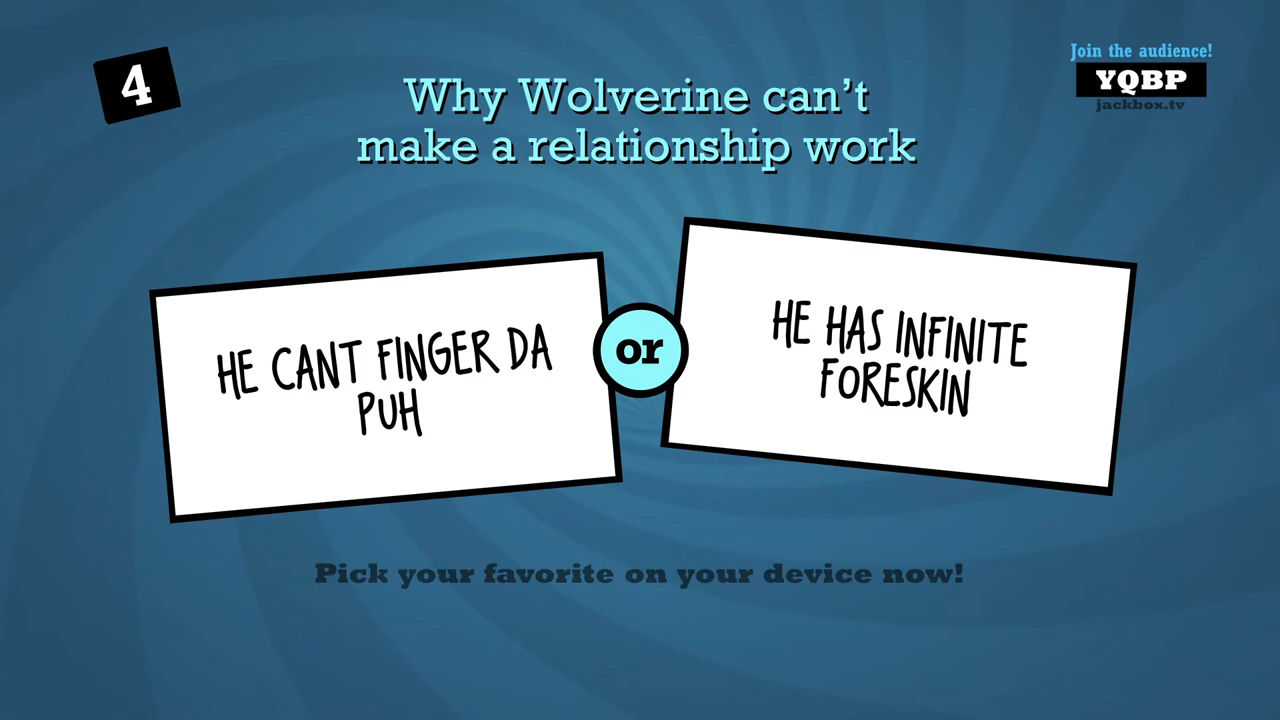 4
Why Wolverine can't
make a relationship work
Join the audience!
YQBP
jackbox.tv
HE CANT FINGER DA
PUH
or
HE HAS INFINITE
FORESKIN
Pick your favorite on your device now!